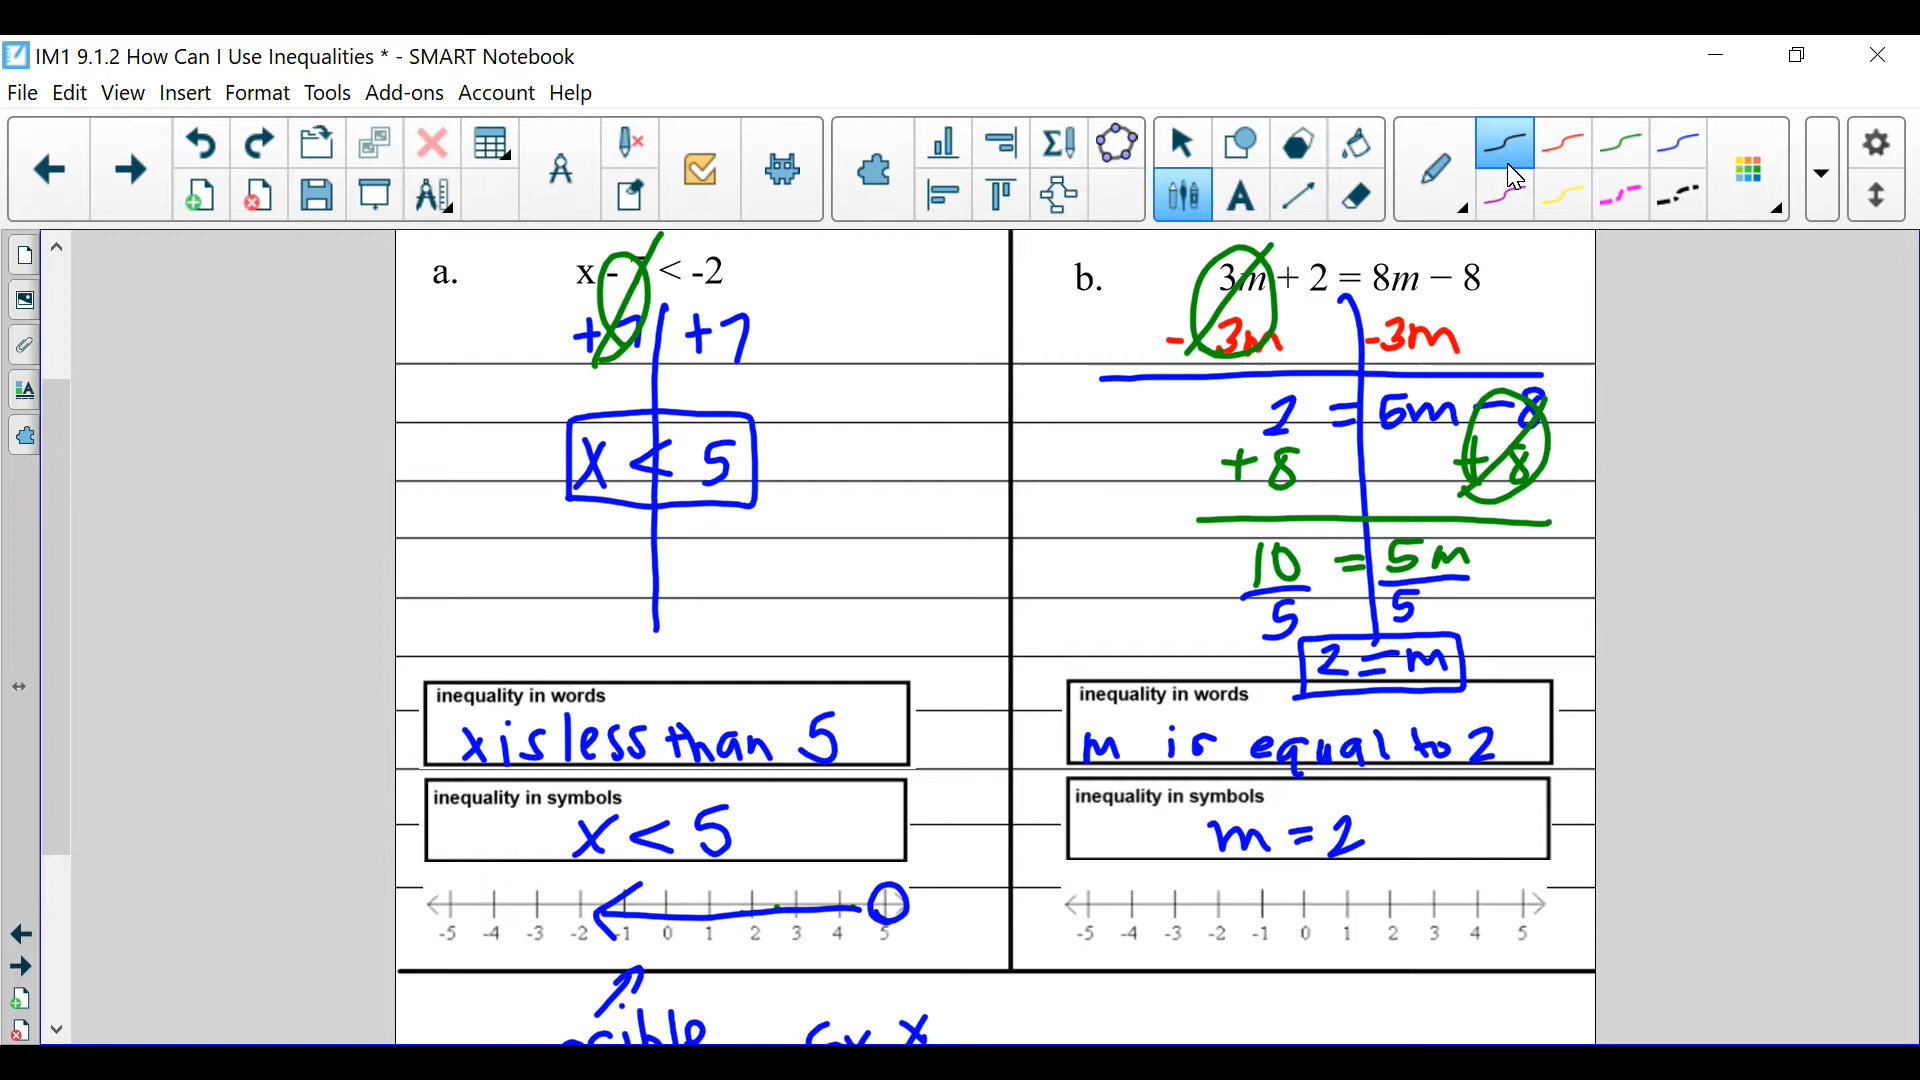 IM1 9.1.2 How Can I Use Inequalities * - SMART Notebook
File Edit View Insert Format Tools Add-ons Account Help
a. x - 7 < -2
+7 +7
x < 5
inequality in words
x is less than 5
inequality in symbols
x < 5
-5 -4 -3 -2 -1 0 1 2 3 4 5
b. 3m + 2 = 8m − 8
-3m -3m
2 = 5m - 8
+8 +8
10 = 5m
5 5
2 = m
inequality in words
m is equal to 2
inequality in symbols
m = 2
-5 -4 -3 -2 -1 0 1 2 3 4 5
for x